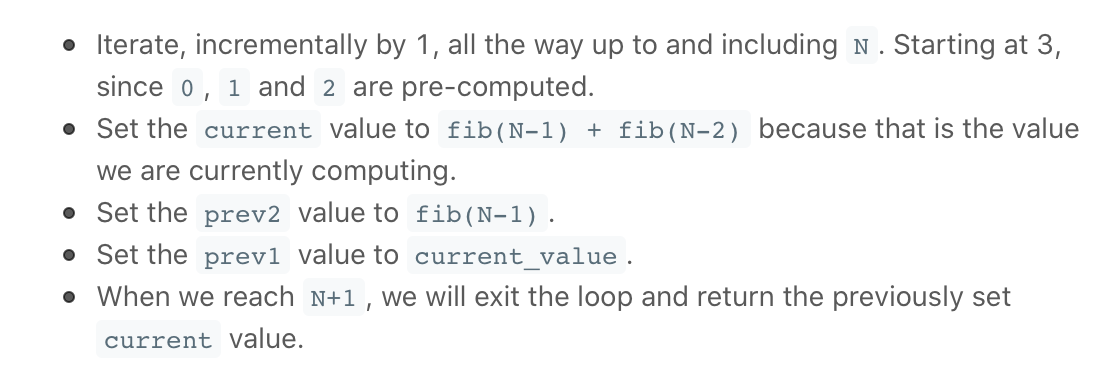 • Iterate, incrementally by 1, all the way up to and including N. Starting at 3,
since 0, 1 and 2 are pre-computed.
• Set the current value to fib(N-1) + fib(N-2) because that is the value
we are currently computing.
• Set the prev2 value to fib(N-1).
• Set the prev1 value to current_value.
• When we reach N+1, we will exit the loop and return the previously set
current value.